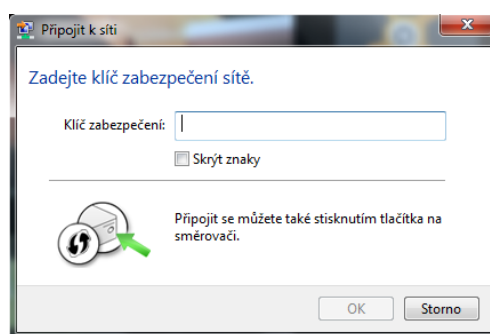 Připojit k síti
Zadejte klíč zabezpečení sítě.
Klíč zabezpečení:
Skrýt znaky
Připojit se můžete také stisknutím tlačítka na
směrovači.
OK Storno